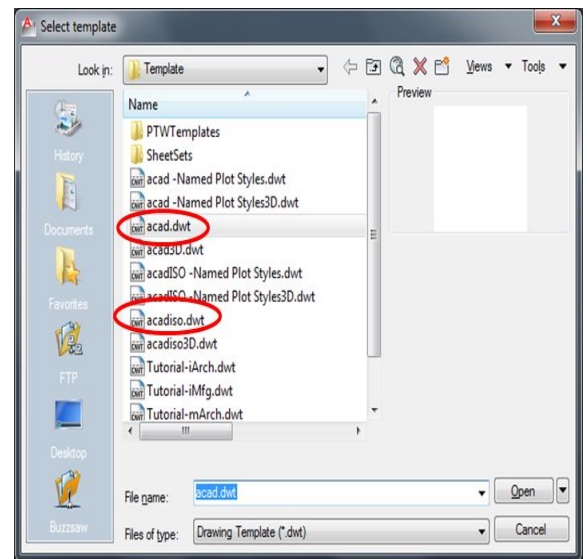 Select template
Look in: Template Views Tools
Name
Preview
PTWTemplates
SheetSets
acad -Named Plot Styles.dwt
acad -Named Plot Styles3D.dwt
acad.dwt
acad3D.dwt
acadISO -Named Plot Styles.dwt
acadISO -Named Plot Styles3D.dwt
acadiso.dwt
acadiso3D.dwt
Tutorial-iArch.dwt
Tutorial-iMfg.dwt
Tutorial-mArch.dwt
History
Documents
Favorites
FTP
Desktop
Buzzsaw
File name: acad.dwt Open
Files of type: Drawing Template (*.dwt) Cancel